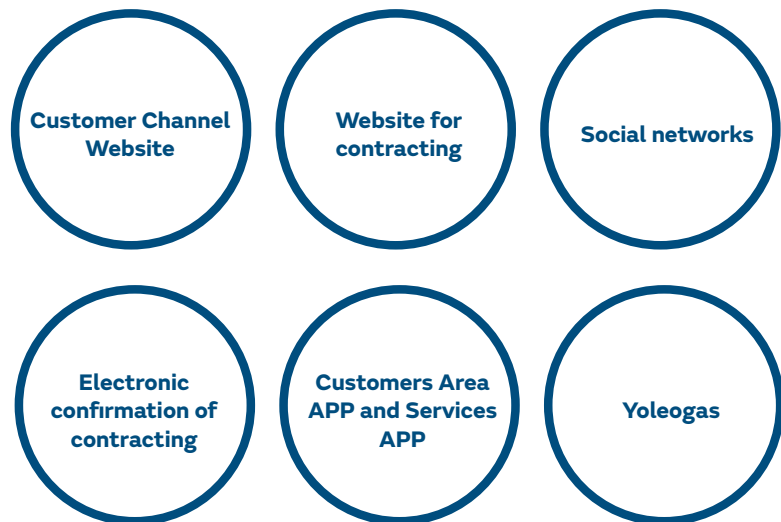 Customer Channel
Website
Website for
contracting
Social networks
Electronic
confirmation of
contracting
Customers Area
APP and Services
APP
Yoleogas